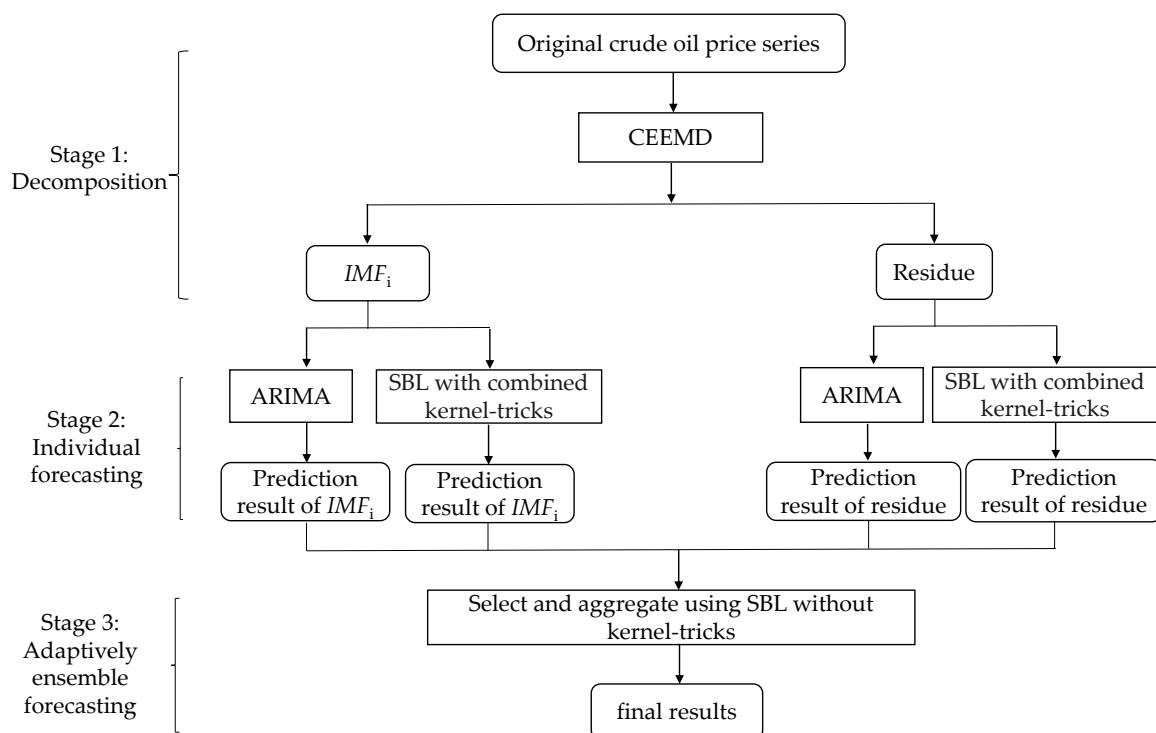 Original crude oil price series
CEEMD
Stage 1:
Decomposition
IMFi
Residue
ARIMA
SBL with combined
kernel-tricks
ARIMA
SBL with combined
kernel-tricks
Stage 2:
Individual
forecasting
Prediction
result of IMFi
Prediction
result of IMFi
Prediction
result of residue
Prediction
result of residue
Select and aggregate using SBL without
kernel-tricks
Stage 3:
Adaptively
ensemble
forecasting
final results